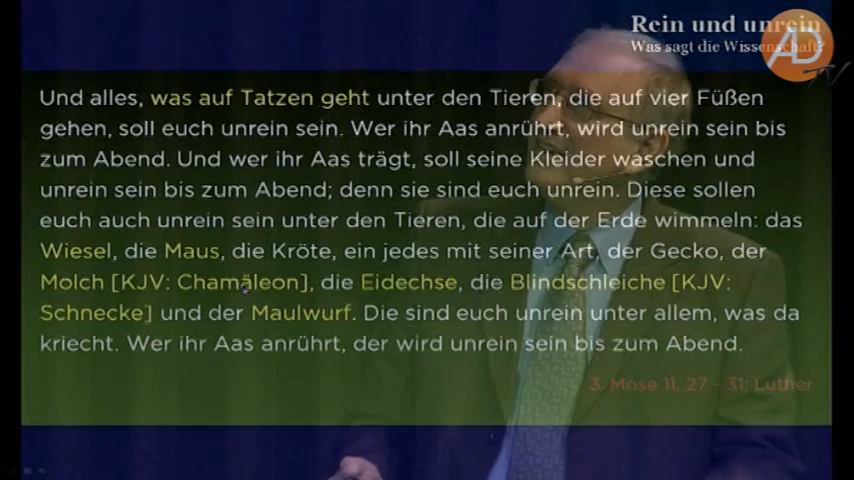 Rein und unrein
Was sagt die Wissenschaft?
AD
TV
Und alles, was auf Tatzen geht unter den Tieren, die auf vier Füßen
gehen, soll euch unrein sein. Wer ihr Aas anrührt, wird unrein sein bis
zum Abend. Und wer ihr Aas trägt, soll seine Kleider waschen und
unrein sein bis zum Abend; denn sie sind euch unrein. Diese sollen
euch auch unrein sein unter den Tieren, die auf der Erde wimmeln: das
Wiesel, die Maus, die Kröte, ein jedes mit seiner Art, der Gecko, der
Molch [KJV: Chamäleon], die Eidechse, die Blindschleiche [KJV:
Schnecke] und der Maulwurf. Die sind euch unrein unter allem, was da
kriecht. Wer ihr Aas anrührt, der wird unrein sein bis zum Abend.
3. Mose 11, 27 - 31; Luther